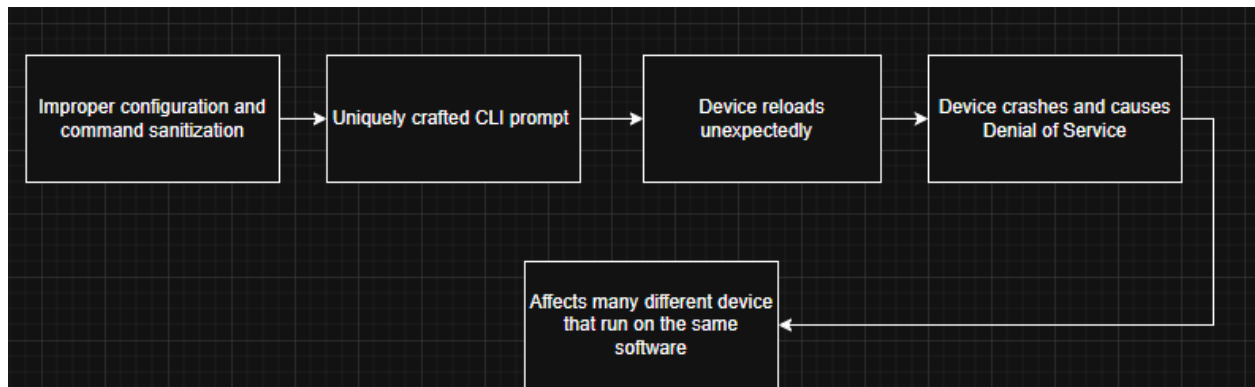 Improper configuration and
command sanitization
Uniquely crafted CLI prompt
Device reloads
unexpectedly
Device crashes and causes
Denial of Service
Affects many different device
that run on the same
software